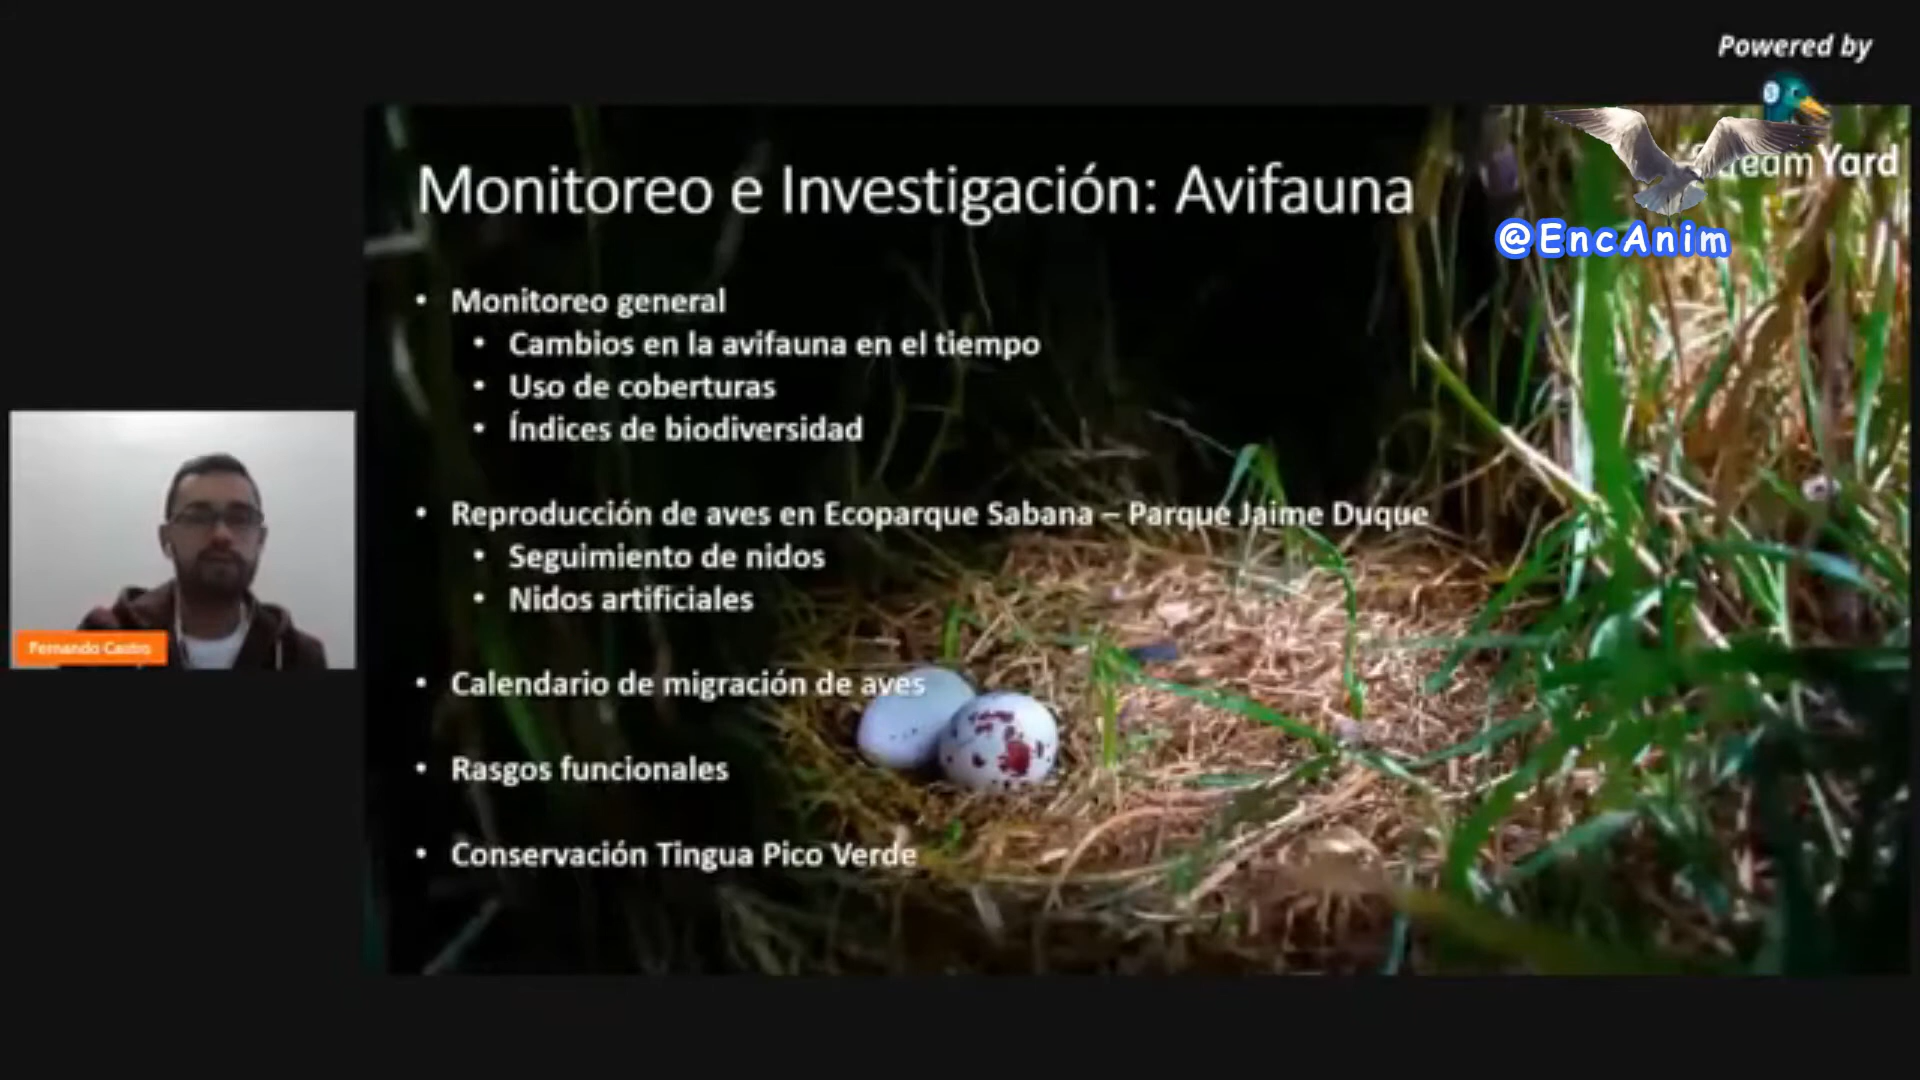 Powered by
StreamYard
@EncAnim
Monitoreo e Investigación: Avifauna
• Monitoreo general
• Cambios en la avifauna en el tiempo
• Uso de coberturas
• Índices de biodiversidad
• Reproducción de aves en Ecoparque Sabana – Parque Jaime Duque
• Seguimiento de nidos
• Nidos artificiales
• Calendario de migración de aves
• Rasgos funcionales
• Conservación Tingua Pico Verde
Fernando Castro